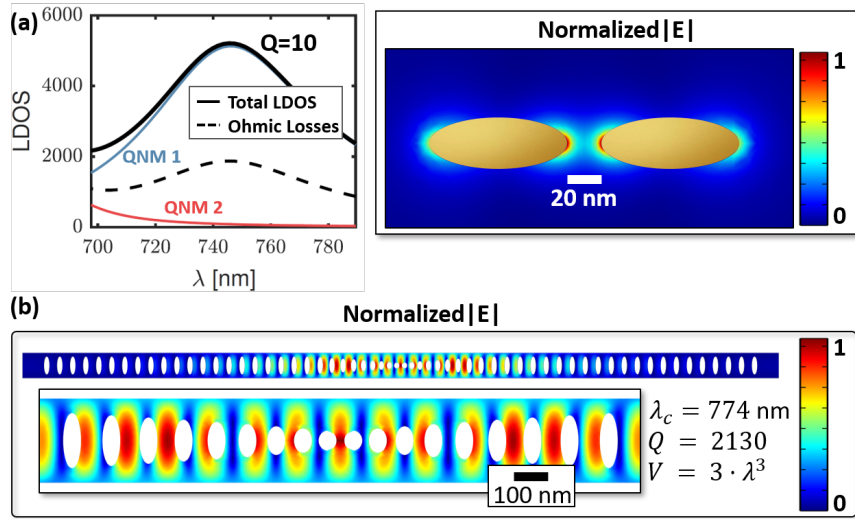 (a)
6000
4000
2000
0
LDOS
Q=10
Total LDOS
Ohmic Losses
QNM 1
QNM 2
700 720 740 760 780
λ [nm]
Normalized|E|
20 nm
1
0
(b)
Normalized|E|
λc = 774 nm
Q = 2130
V = 3 · λ³
100 nm
1
0